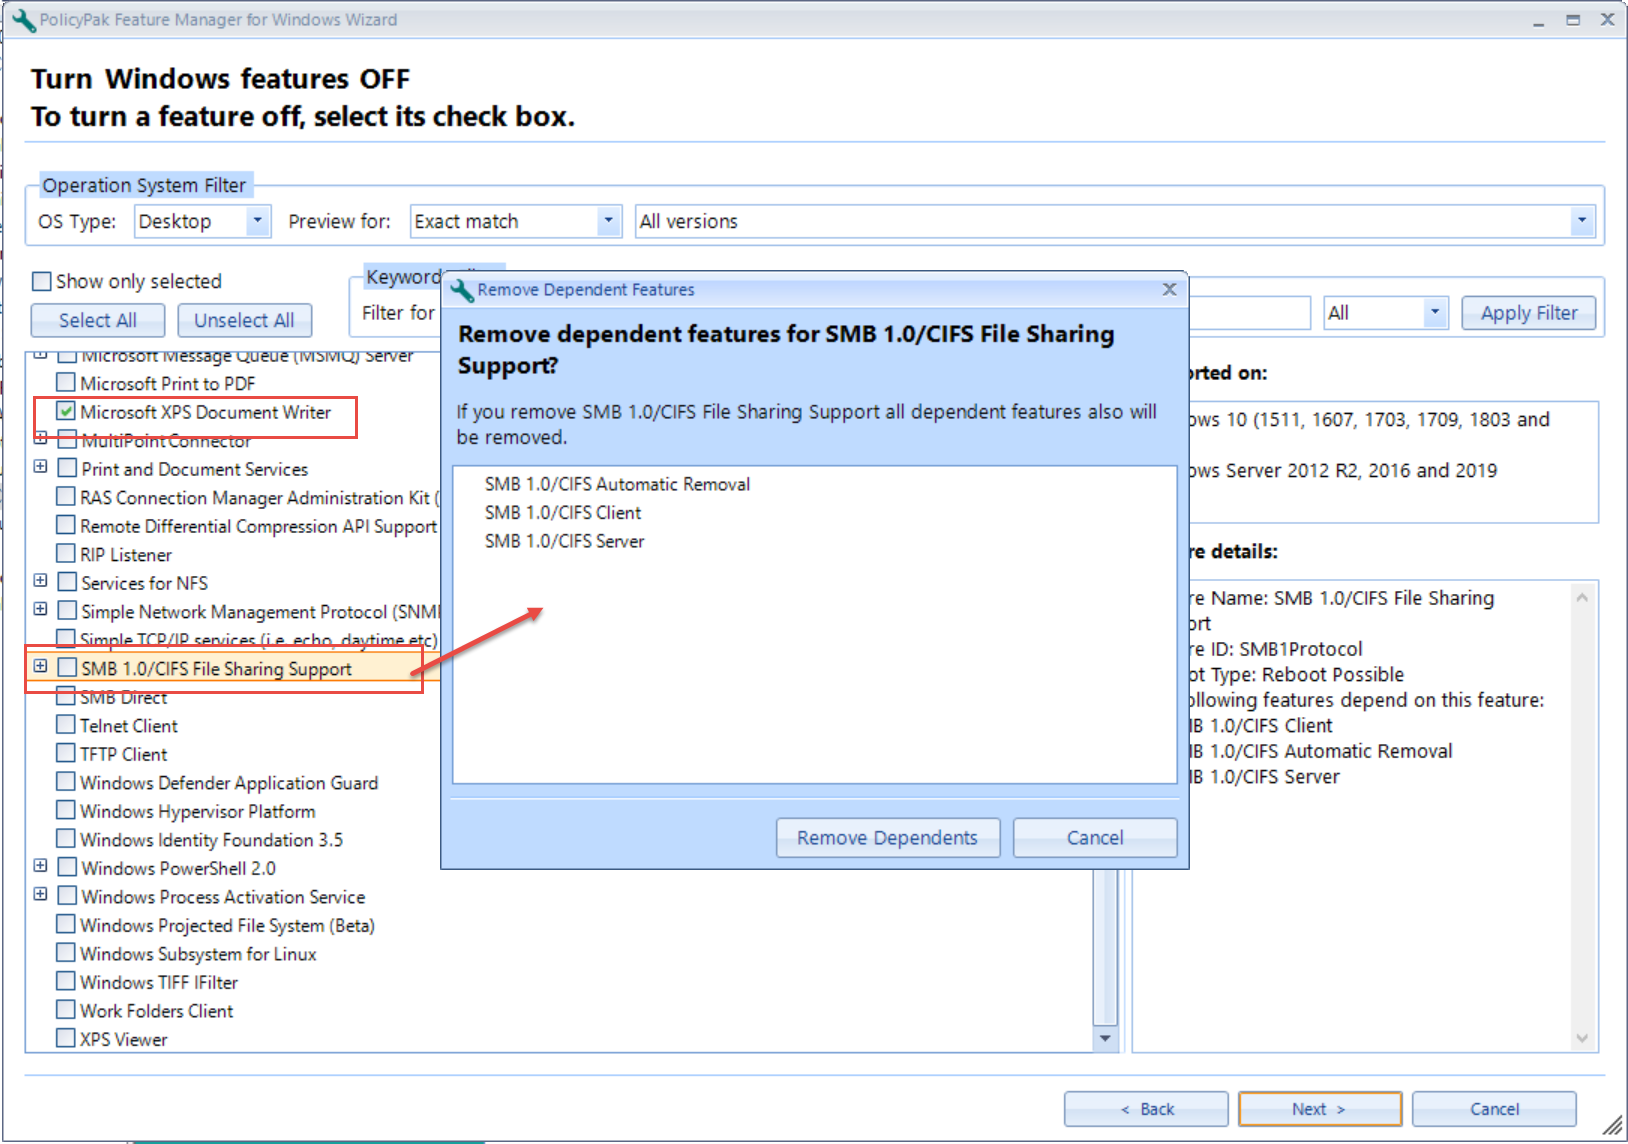 PolicyPak Feature Manager for Windows Wizard
Turn Windows features OFF
To turn a feature off, select its check box.
Operation System Filter
OS Type: Desktop Preview for: Exact match All versions
Show only selected
Select All Unselect All
Keyword
Filter for
All Apply Filter
Microsoft Message Queue (MSMQ) Server
Microsoft Print to PDF
Microsoft XPS Document Writer
MultiPoint Connector
Print and Document Services
RAS Connection Manager Administration Kit (
Remote Differential Compression API Support
RIP Listener
Services for NFS
Simple Network Management Protocol (SNM
Simple TCP/IP services (i.e. echo, daytime etc)
SMB 1.0/CIFS File Sharing Support
SMB Direct
Telnet Client
TFTP Client
Windows Defender Application Guard
Windows Hypervisor Platform
Windows Identity Foundation 3.5
Windows PowerShell 2.0
Windows Process Activation Service
Windows Projected File System (Beta)
Windows Subsystem for Linux
Windows TIFF IFilter
Work Folders Client
XPS Viewer
Remove Dependent Features
Remove dependent features for SMB 1.0/CIFS File Sharing
Support?
If you remove SMB 1.0/CIFS File Sharing Support all dependent features also will
be removed.
SMB 1.0/CIFS Automatic Removal
SMB 1.0/CIFS Client
SMB 1.0/CIFS Server
Remove Dependents Cancel
orted on:
ows 10 (1511, 1607, 1703, 1709, 1803 and
ows Server 2012 R2, 2016 and 2019
re details:
re Name: SMB 1.0/CIFS File Sharing
ort
re ID: SMB1Protocol
ot Type: Reboot Possible
ollowing features depend on this feature:
IB 1.0/CIFS Client
IB 1.0/CIFS Automatic Removal
IB 1.0/CIFS Server
< Back Next > Cancel